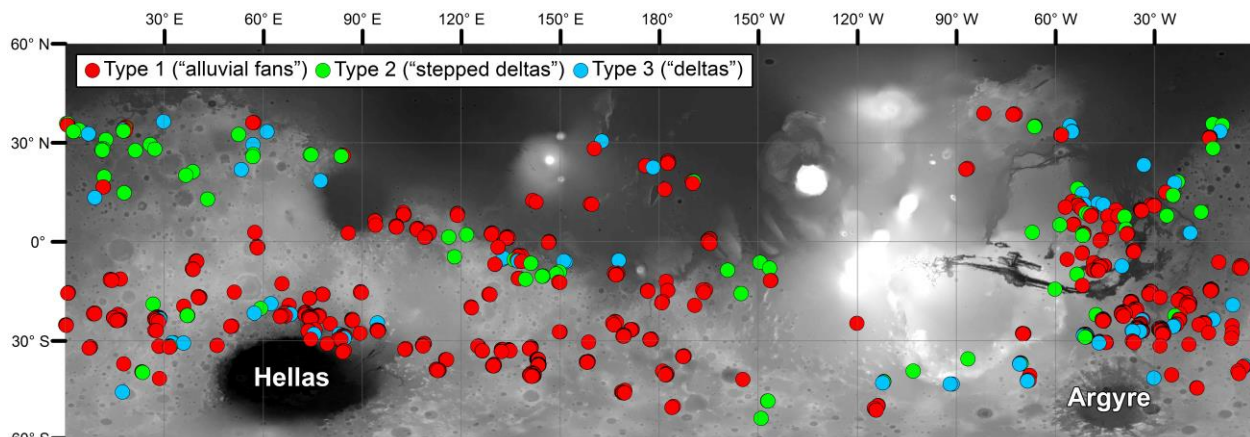 30° E 60° E 90° E 120° E 150° E 180° 150° W 120° W 90° W 60° W 30° W
60° N
Type 1 (“alluvial fans”) Type 2 (“stepped deltas”) Type 3 (“deltas”)
30° N
0°
30° S
Hellas
Argyre
60° S